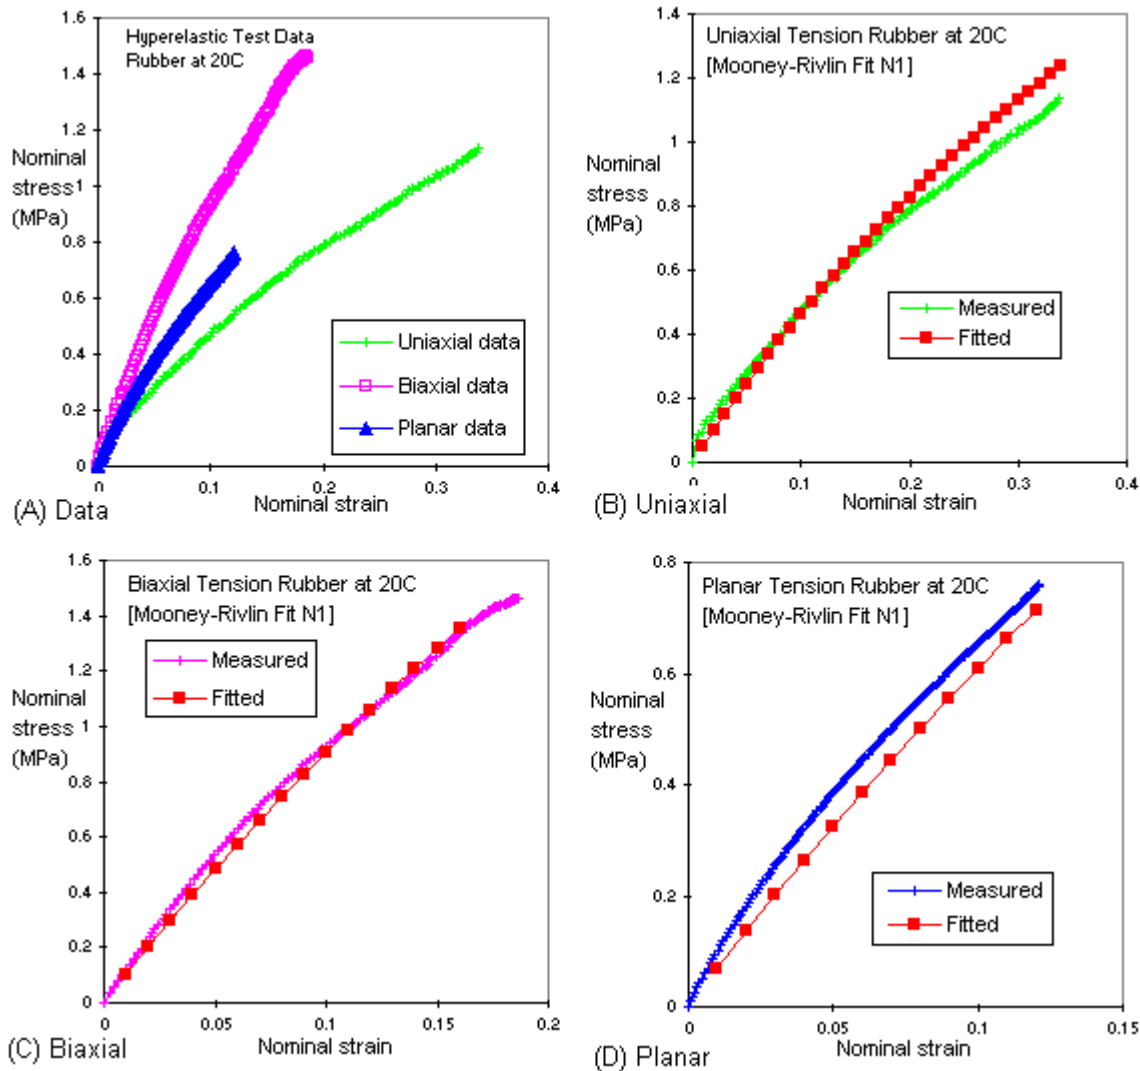 1.6
1.4
1.2
1
0.8
0.6
0.4
0.2
0
Hyperelastic Test Data
Rubber at 20C
Nominal
stress
(MPa)
Uniaxial data
Biaxial data
Planar data
0
0.1
0.2
0.3
0.4
Nominal strain
(A) Data
1.4
1.2
1
0.8
0.6
0.4
0.2
0
Uniaxial Tension Rubber at 20C
[Mooney-Rivlin Fit N1]
Nominal
stress
(MPa)
Measured
Fitted
0
0.1
0.2
0.3
0.4
Nominal strain
(B) Uniaxial
1.6
1.4
1.2
1
0.8
0.6
0.4
0.2
0
Biaxial Tension Rubber at 20C
[Mooney-Rivlin Fit N1]
Measured
Fitted
Nominal
stress
(MPa)
0
0.05
0.1
0.15
0.2
Nominal strain
(C) Biaxial
0.8
0.6
0.4
0.2
0
Planar Tension Rubber at 20C
[Mooney-Rivlin Fit N1]
Nominal
stress
(MPa)
Measured
Fitted
0
0.05
0.1
0.15
Nominal strain
(D) Planar